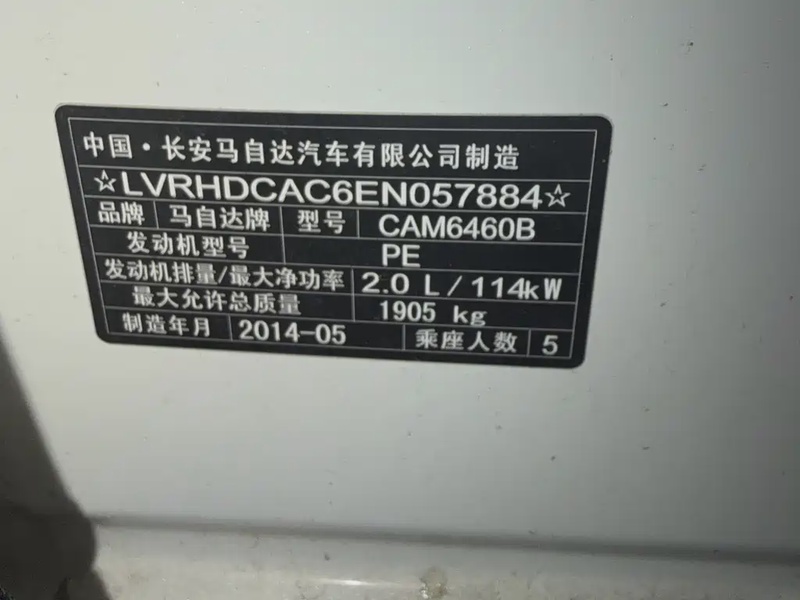 中国·长安马自达汽车有限公司制造
☆LVRHDCAC6EN057884☆
品牌 马自达牌 型号 CAM6460B
发动机型号 PE
发动机排量/最大净功率 2.0 L/114kW
最大允许总质量 1905 kg
制造年月 2014-05 乘座人数 5